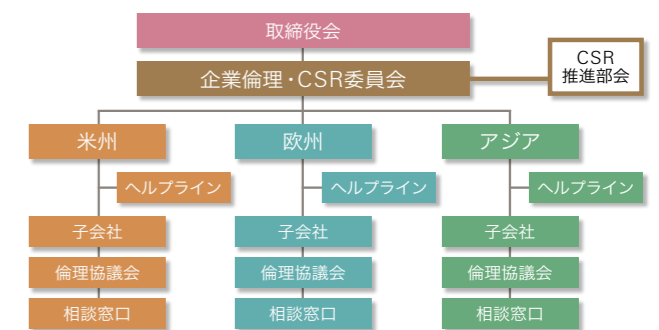 取締役会
企業倫理・CSR委員会
CSR
推進部会
米州
欧州
アジア
ヘルプライン
ヘルプライン
ヘルプライン
子会社
子会社
子会社
倫理協議会
倫理協議会
倫理協議会
相談窓口
相談窓口
相談窓口